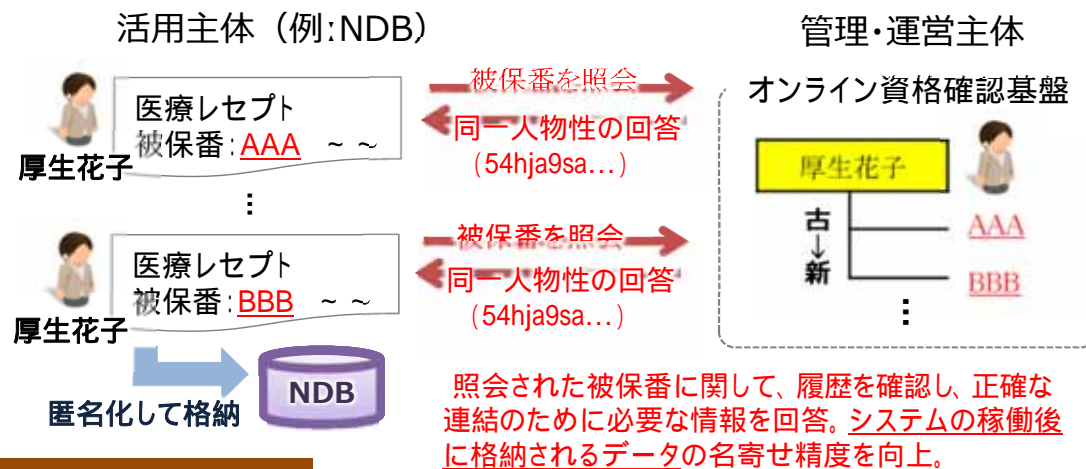 活用主体（例:NDB）
管理・運営主体
医療レセプト
被保番:AAA ～～
厚生花子
⋮
医療レセプト
被保番:BBB ～～
厚生花子
匿名化して格納
NDB
被保番を照会
同一人物性の回答
(54hja9sa...)
被保番を照会
同一人物性の回答
(54hja9sa...)
オンライン資格確認基盤
厚生花子
古→新
AAA
BBB
⋮
照会された被保番に関して、履歴を確認し、正確な
連結のために必要な情報を回答。システムの稼働後
に格納されるデータの名寄せ精度を向上。